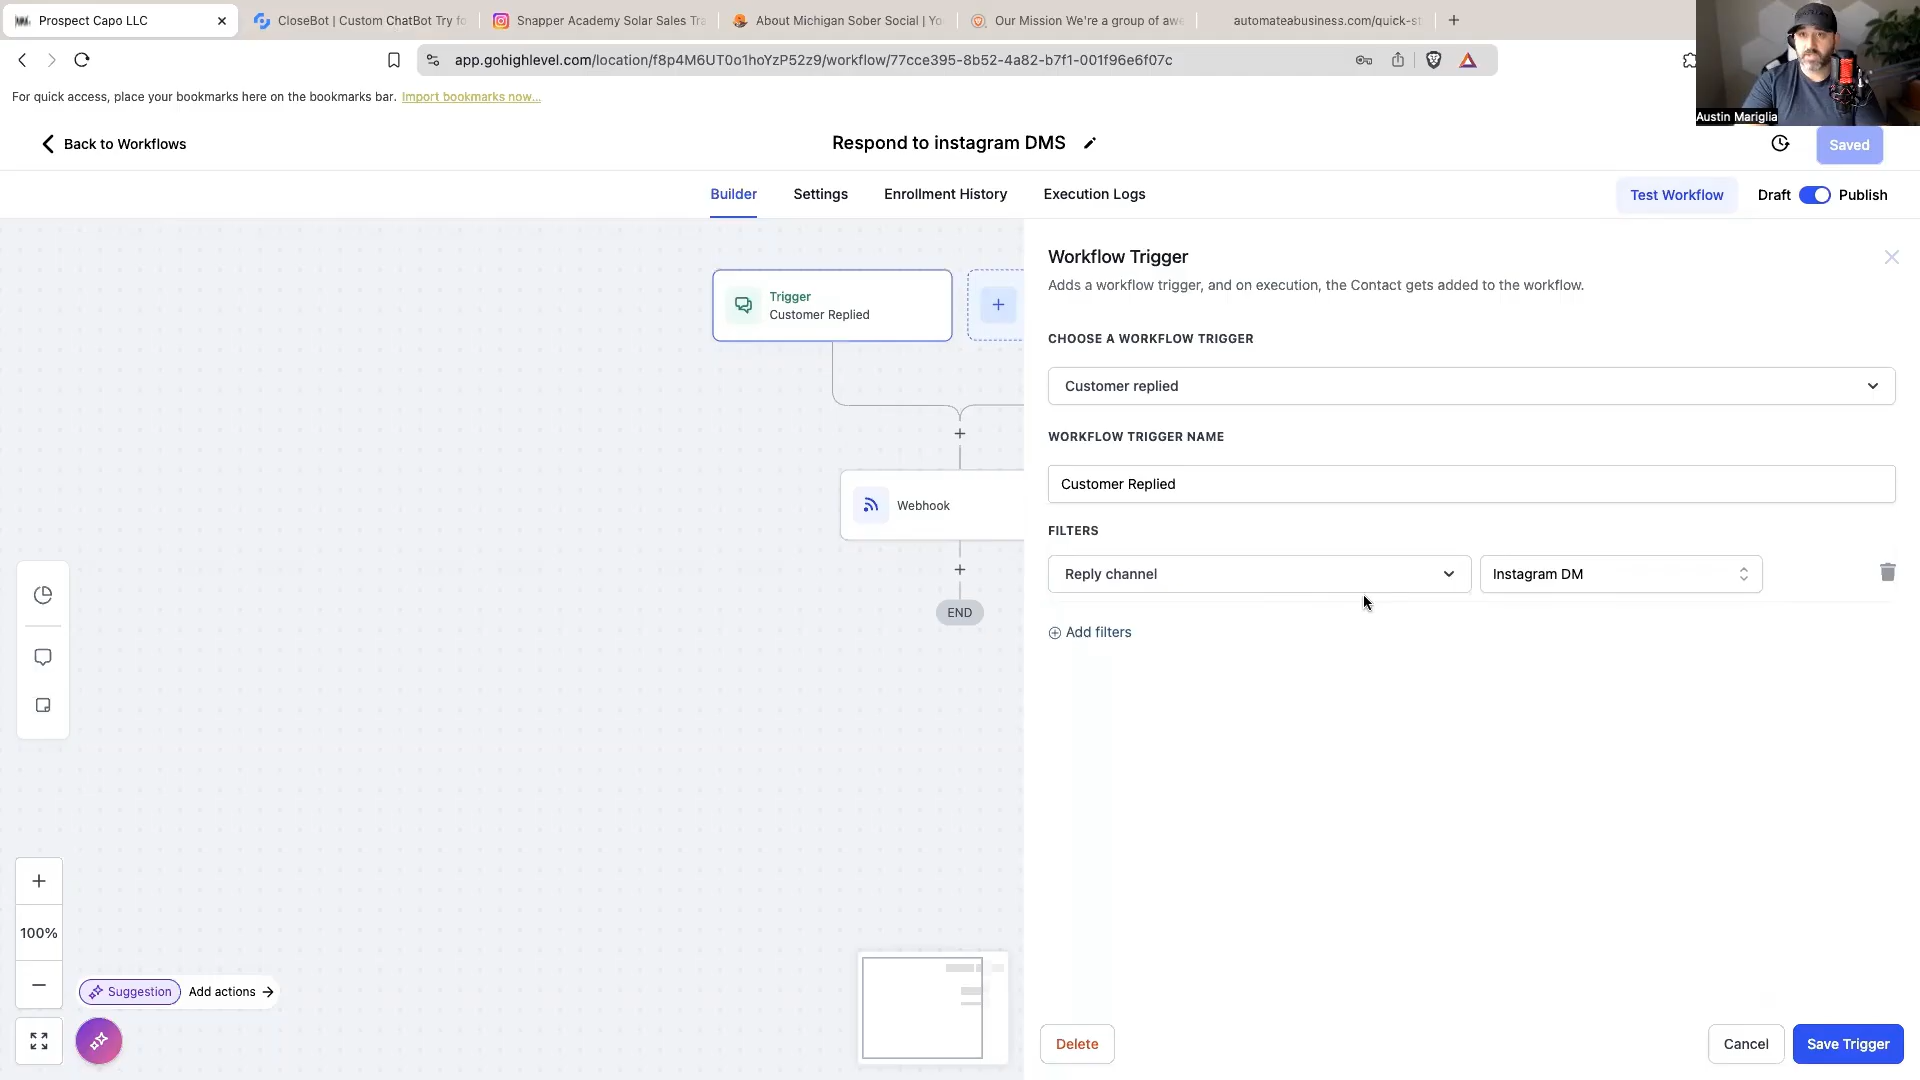 Prospect Capo LLC
CloseBot | Custom ChatBot Try fo
Snapper Academy Solar Sales Tra
About Michigan Sober Social | Yo
Our Mission We're a group of awe
automateabusiness.com/quick-st
app.gohighlevel.com/location/f8p4M6UT0o1hoYzP52z9/workflow/77cce395-8b52-4a82-b7f1-001f96e6f07c
For quick access, place your bookmarks here on the bookmarks bar. Import bookmarks now...
Austin Mariglia
Back to Workflows
Respond to instagram DMS
Saved
Builder
Settings
Enrollment History
Execution Logs
Test Workflow
Draft
Publish
Trigger
Customer Replied
Webhook
END
100%
Suggestion
Add actions
Workflow Trigger
Adds a workflow trigger, and on execution, the Contact gets added to the workflow.
CHOOSE A WORKFLOW TRIGGER
Customer replied
WORKFLOW TRIGGER NAME
Customer Replied
FILTERS
Reply channel
Instagram DM
Add filters
Delete
Cancel
Save Trigger